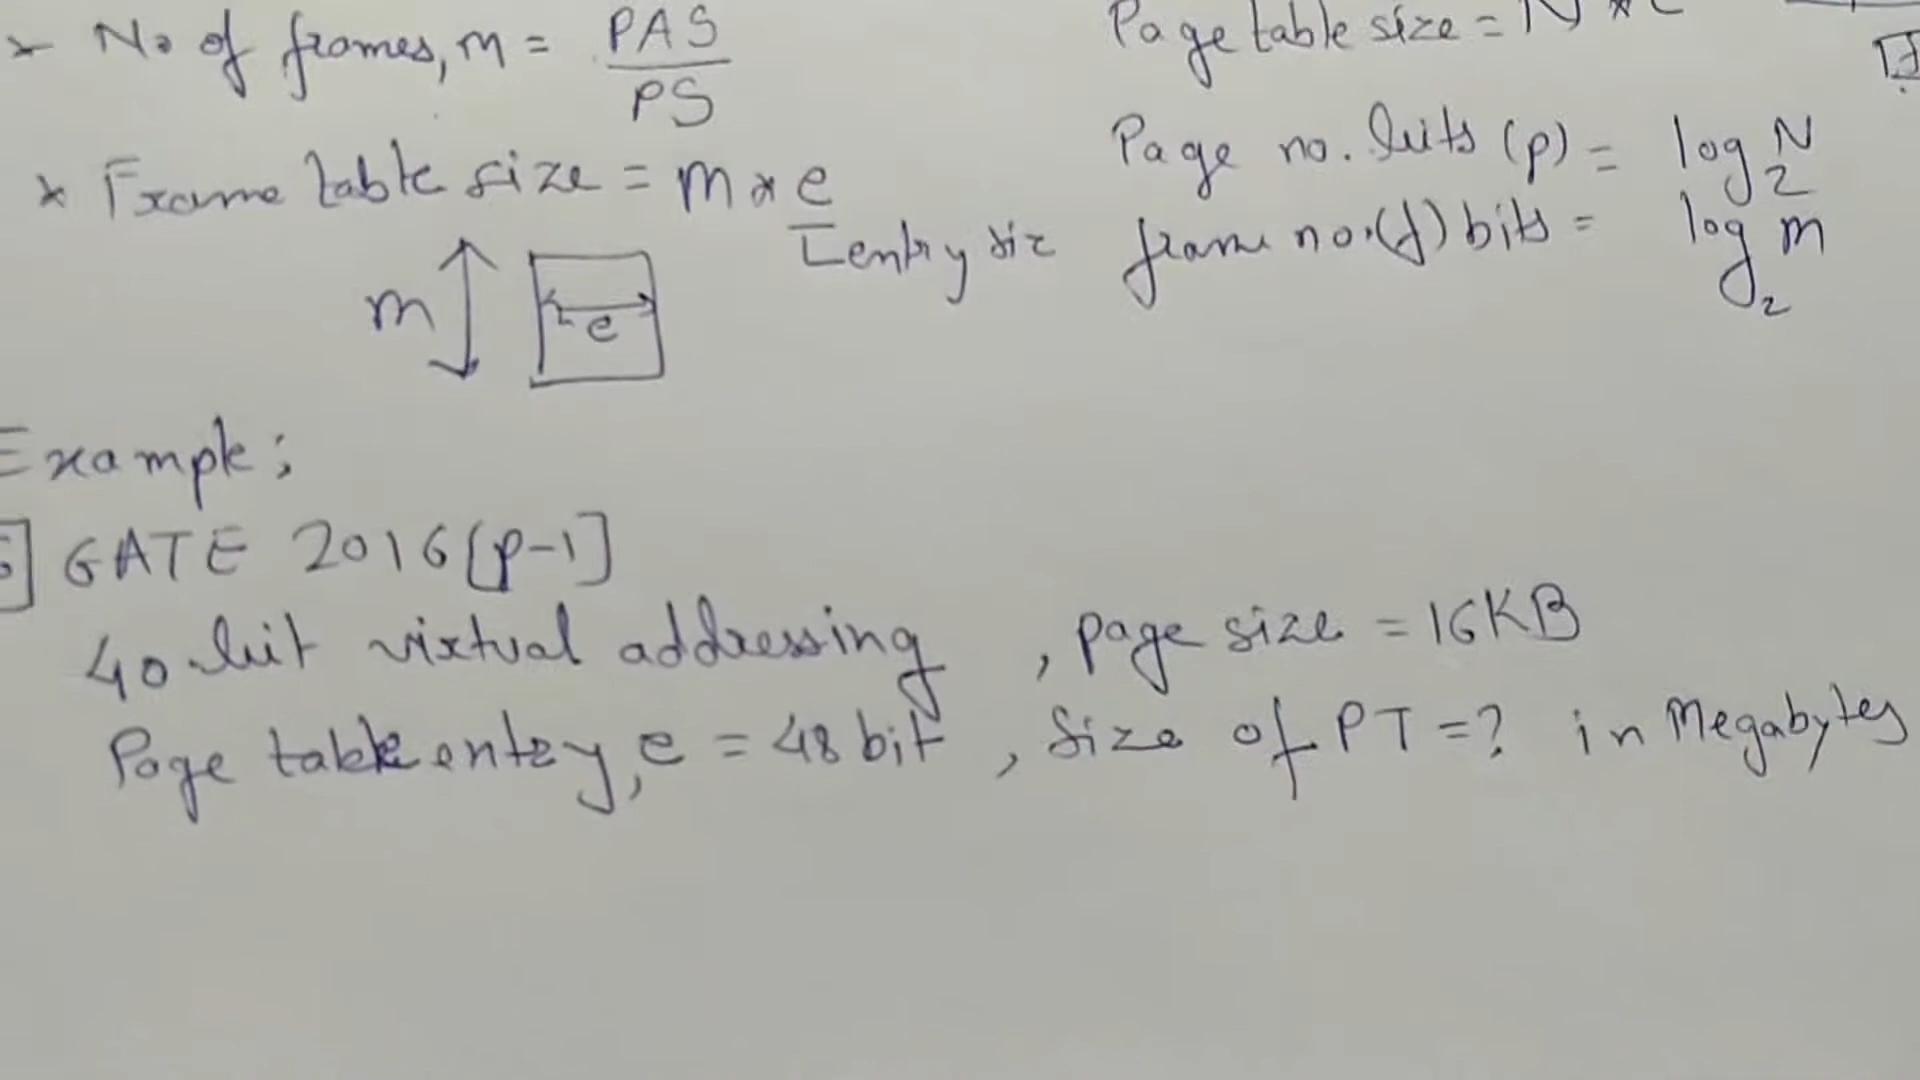 * No of frames, m = PAS / PS
* Frame table size = m * e
entry siz
m e
Page table size = N * e
Page no. bits (p) = log₂ N
frame no. (f) bits = log₂ m
Example:
GATE 2016 [p-1]
40 bit virtual addressing, page size = 16KB
Page table entry, e = 48 bit, Size of PT = ? in Megabytes